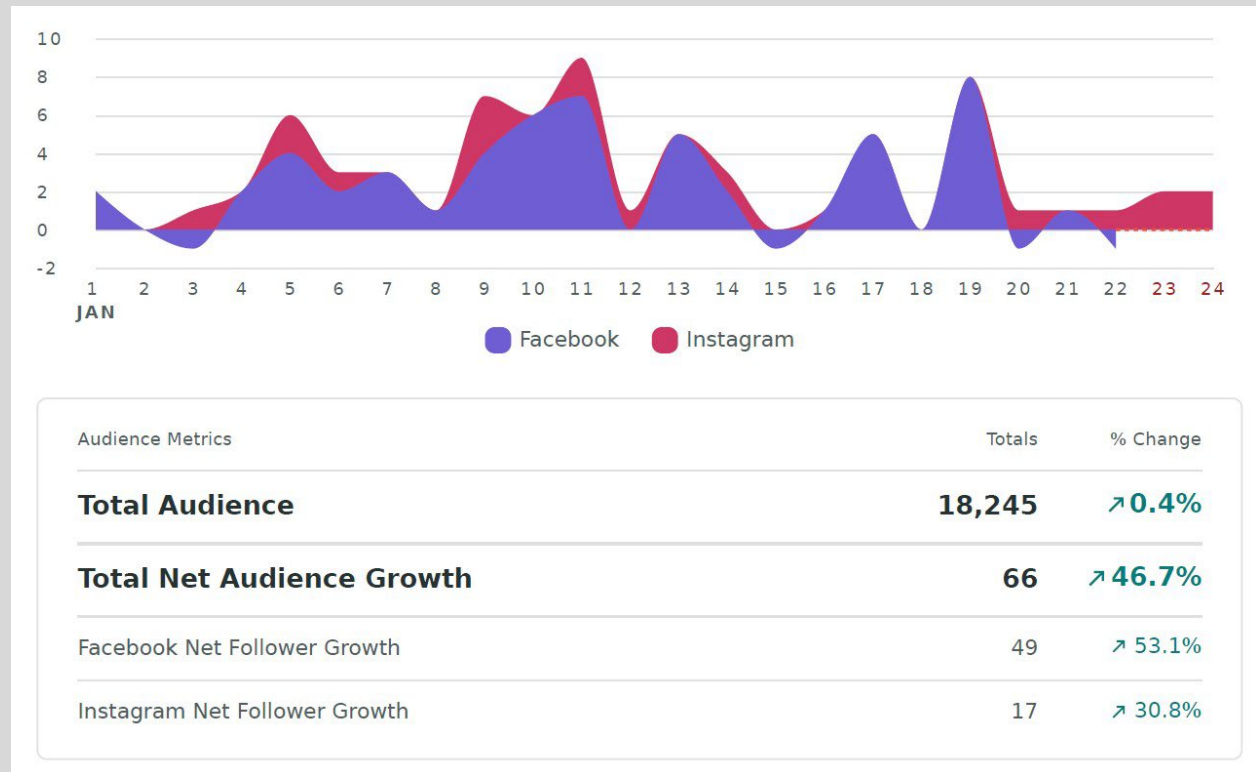 10
8
6
4
2
0
-2
1 2 3 4 5 6 7 8 9 10 11 12 13 14 15 16 17 18 19 20 21 22 23 24
JAN
Facebook Instagram
Audience Metrics Totals % Change
Total Audience 18,245 ↗0.4%
Total Net Audience Growth 66 ↗46.7%
Facebook Net Follower Growth 49 ↗ 53.1%
Instagram Net Follower Growth 17 ↗ 30.8%